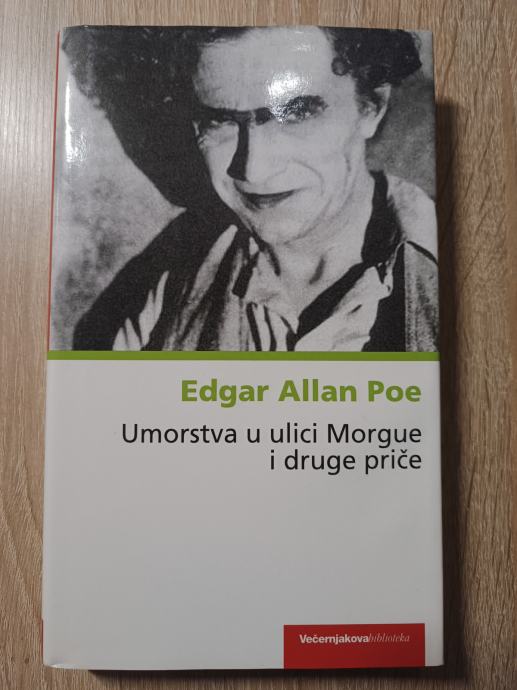 Edgar Allan Poe
Umorstva u ulici Morgue
i druge priče
Večernjakovabiblioteka